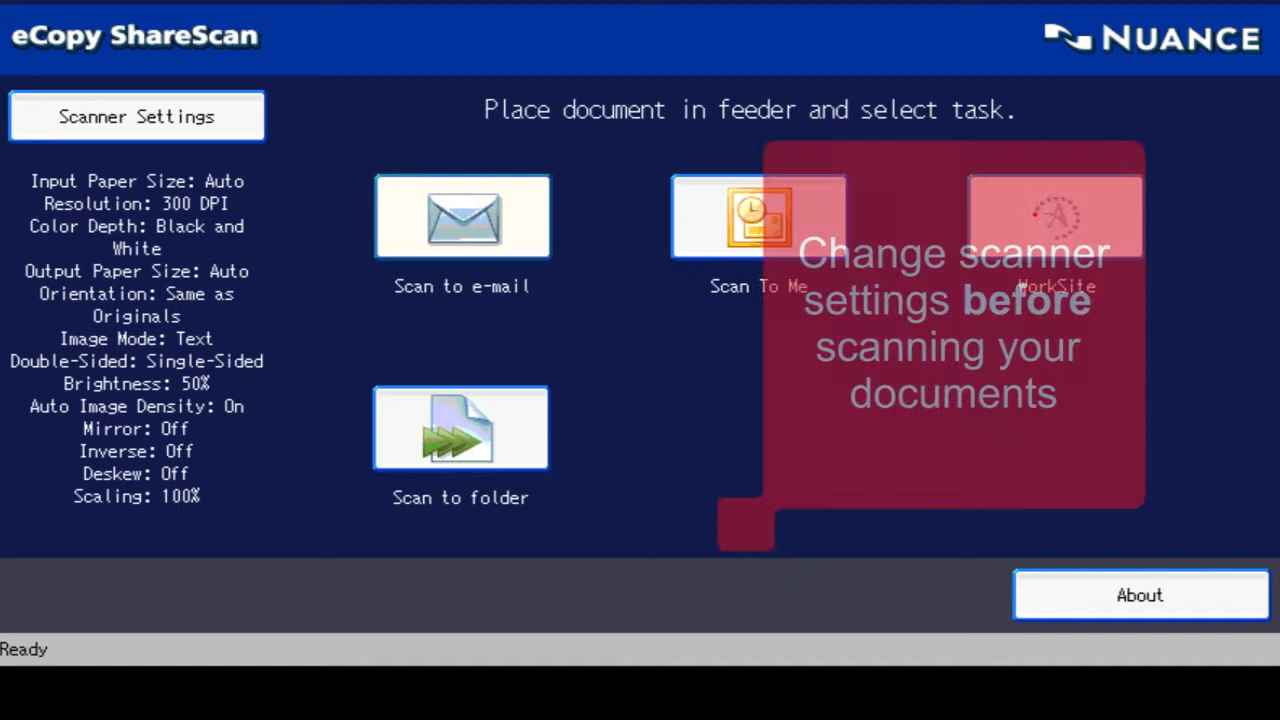 eCopy ShareScan
NUANCE
Scanner Settings
Place document in feeder and select task.
Input Paper Size: Auto
Resolution: 300 DPI
Color Depth: Black and
White
Output Paper Size: Auto
Orientation: Same as
Originals
Image Mode: Text
Double-Sided: Single-Sided
Brightness: 50%
Auto Image Density: On
Mirror: Off
Inverse: Off
Deskew: Off
Scaling: 100%
Scan to e-mail
Scan To Me
WorkSite
Scan to folder
Change scanner
settings before
scanning your
documents
About
Ready